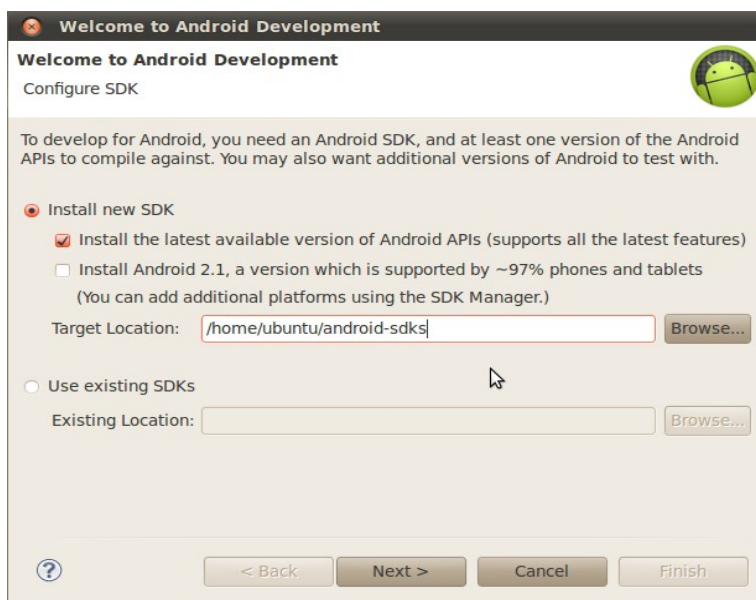 Welcome to Android Development
Welcome to Android Development
Configure SDK
To develop for Android, you need an Android SDK, and at least one version of the Android
APIs to compile against. You may also want additional versions of Android to test with.
Install new SDK
Install the latest available version of Android APIs (supports all the latest features)
Install Android 2.1, a version which is supported by ~97% phones and tablets
(You can add additional platforms using the SDK Manager.)
Target Location: /home/ubuntu/android-sdks Browse...
Use existing SDKs
Existing Location: Browse...
? < Back Next > Cancel Finish